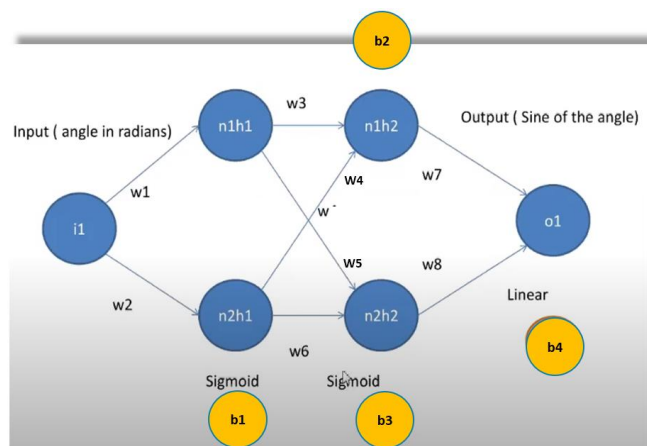 b2
w3
n1h1
n1h2
Input ( angle in radians)
Output ( Sine of the angle)
w1
w4
w7
w
i1
o1
w5
w2
w8
n2h1
n2h2
Linear
w6
b4
Sigmoid
Sigmoid
b1
b3